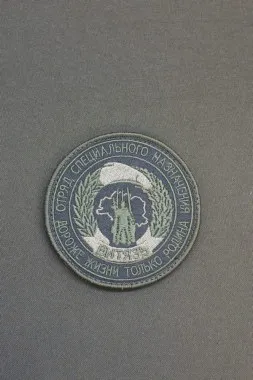 ОТРЯД СПЕЦИАЛЬНОГО НАЗНАЧЕНИЯ
ВИТЯЗЬ
ДОРОЖЕ ЖИЗНИ ТОЛЬКО РОДИНА